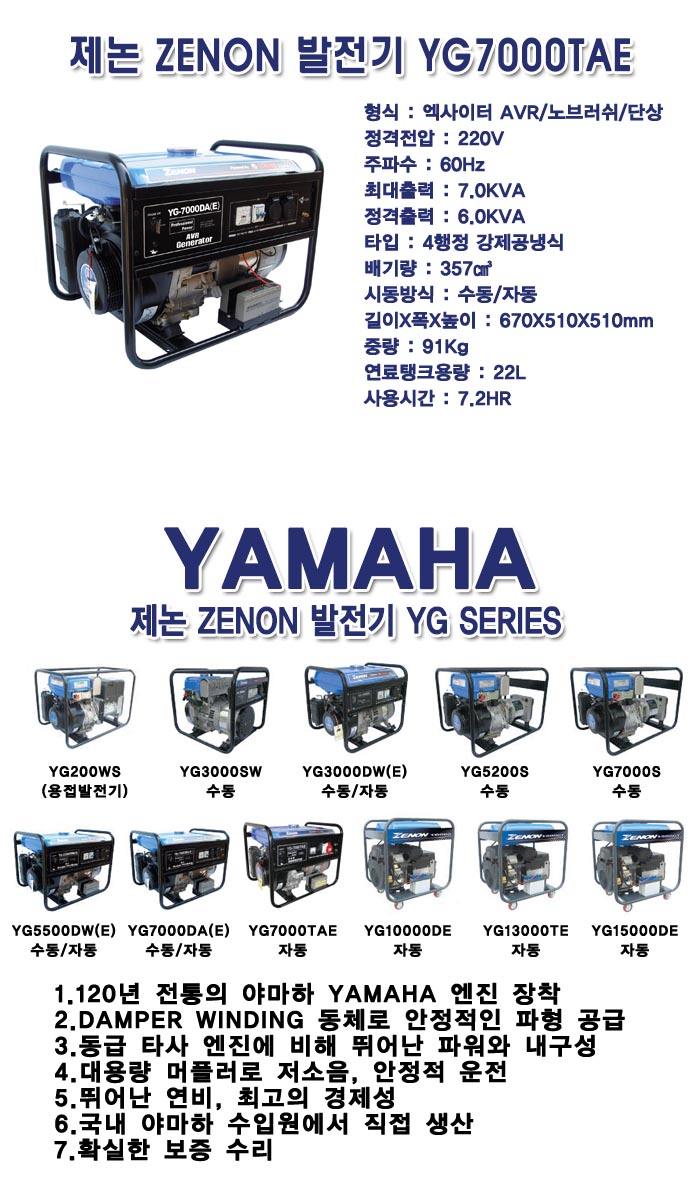 제논 ZENON 발전기 YG7000TAE
형식 : 엑사이터 AVR/노브러쉬/단상
정격전압 : 220V
주파수 : 60Hz
최대출력 : 7.0KVA
정격출력 : 6.0KVA
타입 : 4행정 강제공냉식
배기량 : 357㎤
시동방식 : 수동/자동
길이X폭X높이 : 670X510X510mm
중량 : 91Kg
연료탱크용량 : 22L
사용시간 : 7.2HR
ZENON
YG-7000DA(E)
Professional
Power
AVR
Generator
YAMAHA
제논 ZENON 발전기 YG SERIES
YG200WS
(용접발전기)
YG3000SW
수동
YG3000DW(E)
수동/자동
YG5200S
수동
YG7000S
수동
YG5500DW(E)
수동/자동
YG7000DA(E)
수동/자동
YG7000TAE
자동
YG10000DE
자동
YG13000TE
자동
YG15000DE
자동
1.120년 전통의 야마하 YAMAHA 엔진 장착
2.DAMPER WINDING 동체로 안정적인 파형 공급
3.동급 타사 엔진에 비해 뛰어난 파워와 내구성
4.대용량 머플러로 저소음, 안정적 운전
5.뛰어난 연비, 최고의 경제성
6.국내 야마하 수입원에서 직접 생산
7.확실한 보증 수리